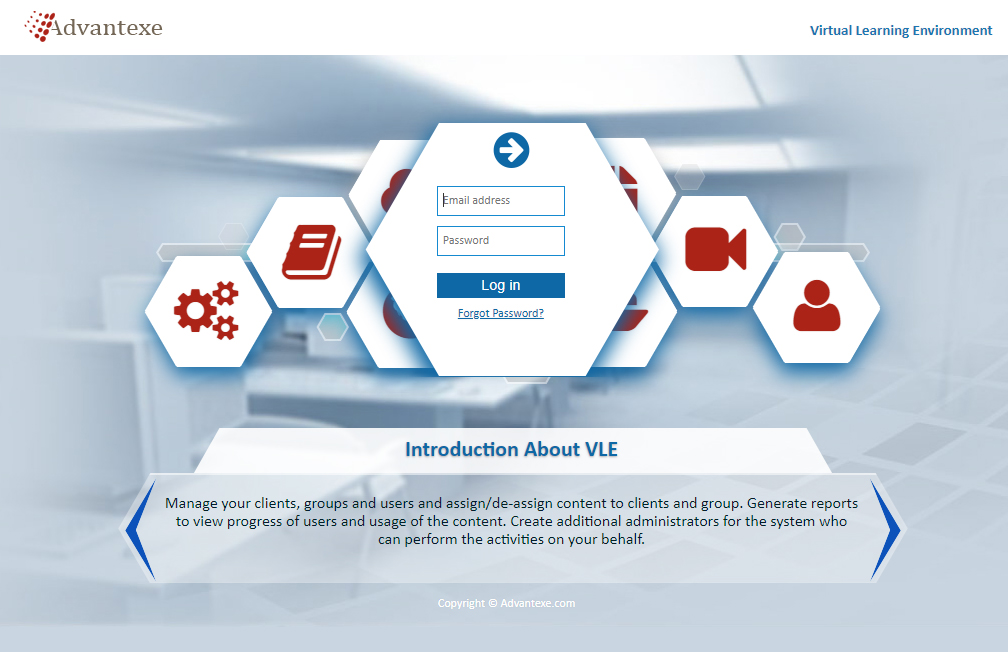 Advantexe
Virtual Learning Environment
Email address
Password
Log in
Forgot Password?
Introduction About VLE
Manage your clients, groups and users and assign/de-assign content to clients and group. Generate reports
to view progress of users and usage of the content. Create additional administrators for the system who
can perform the activities on your behalf.
Copyright © Advantexe.com